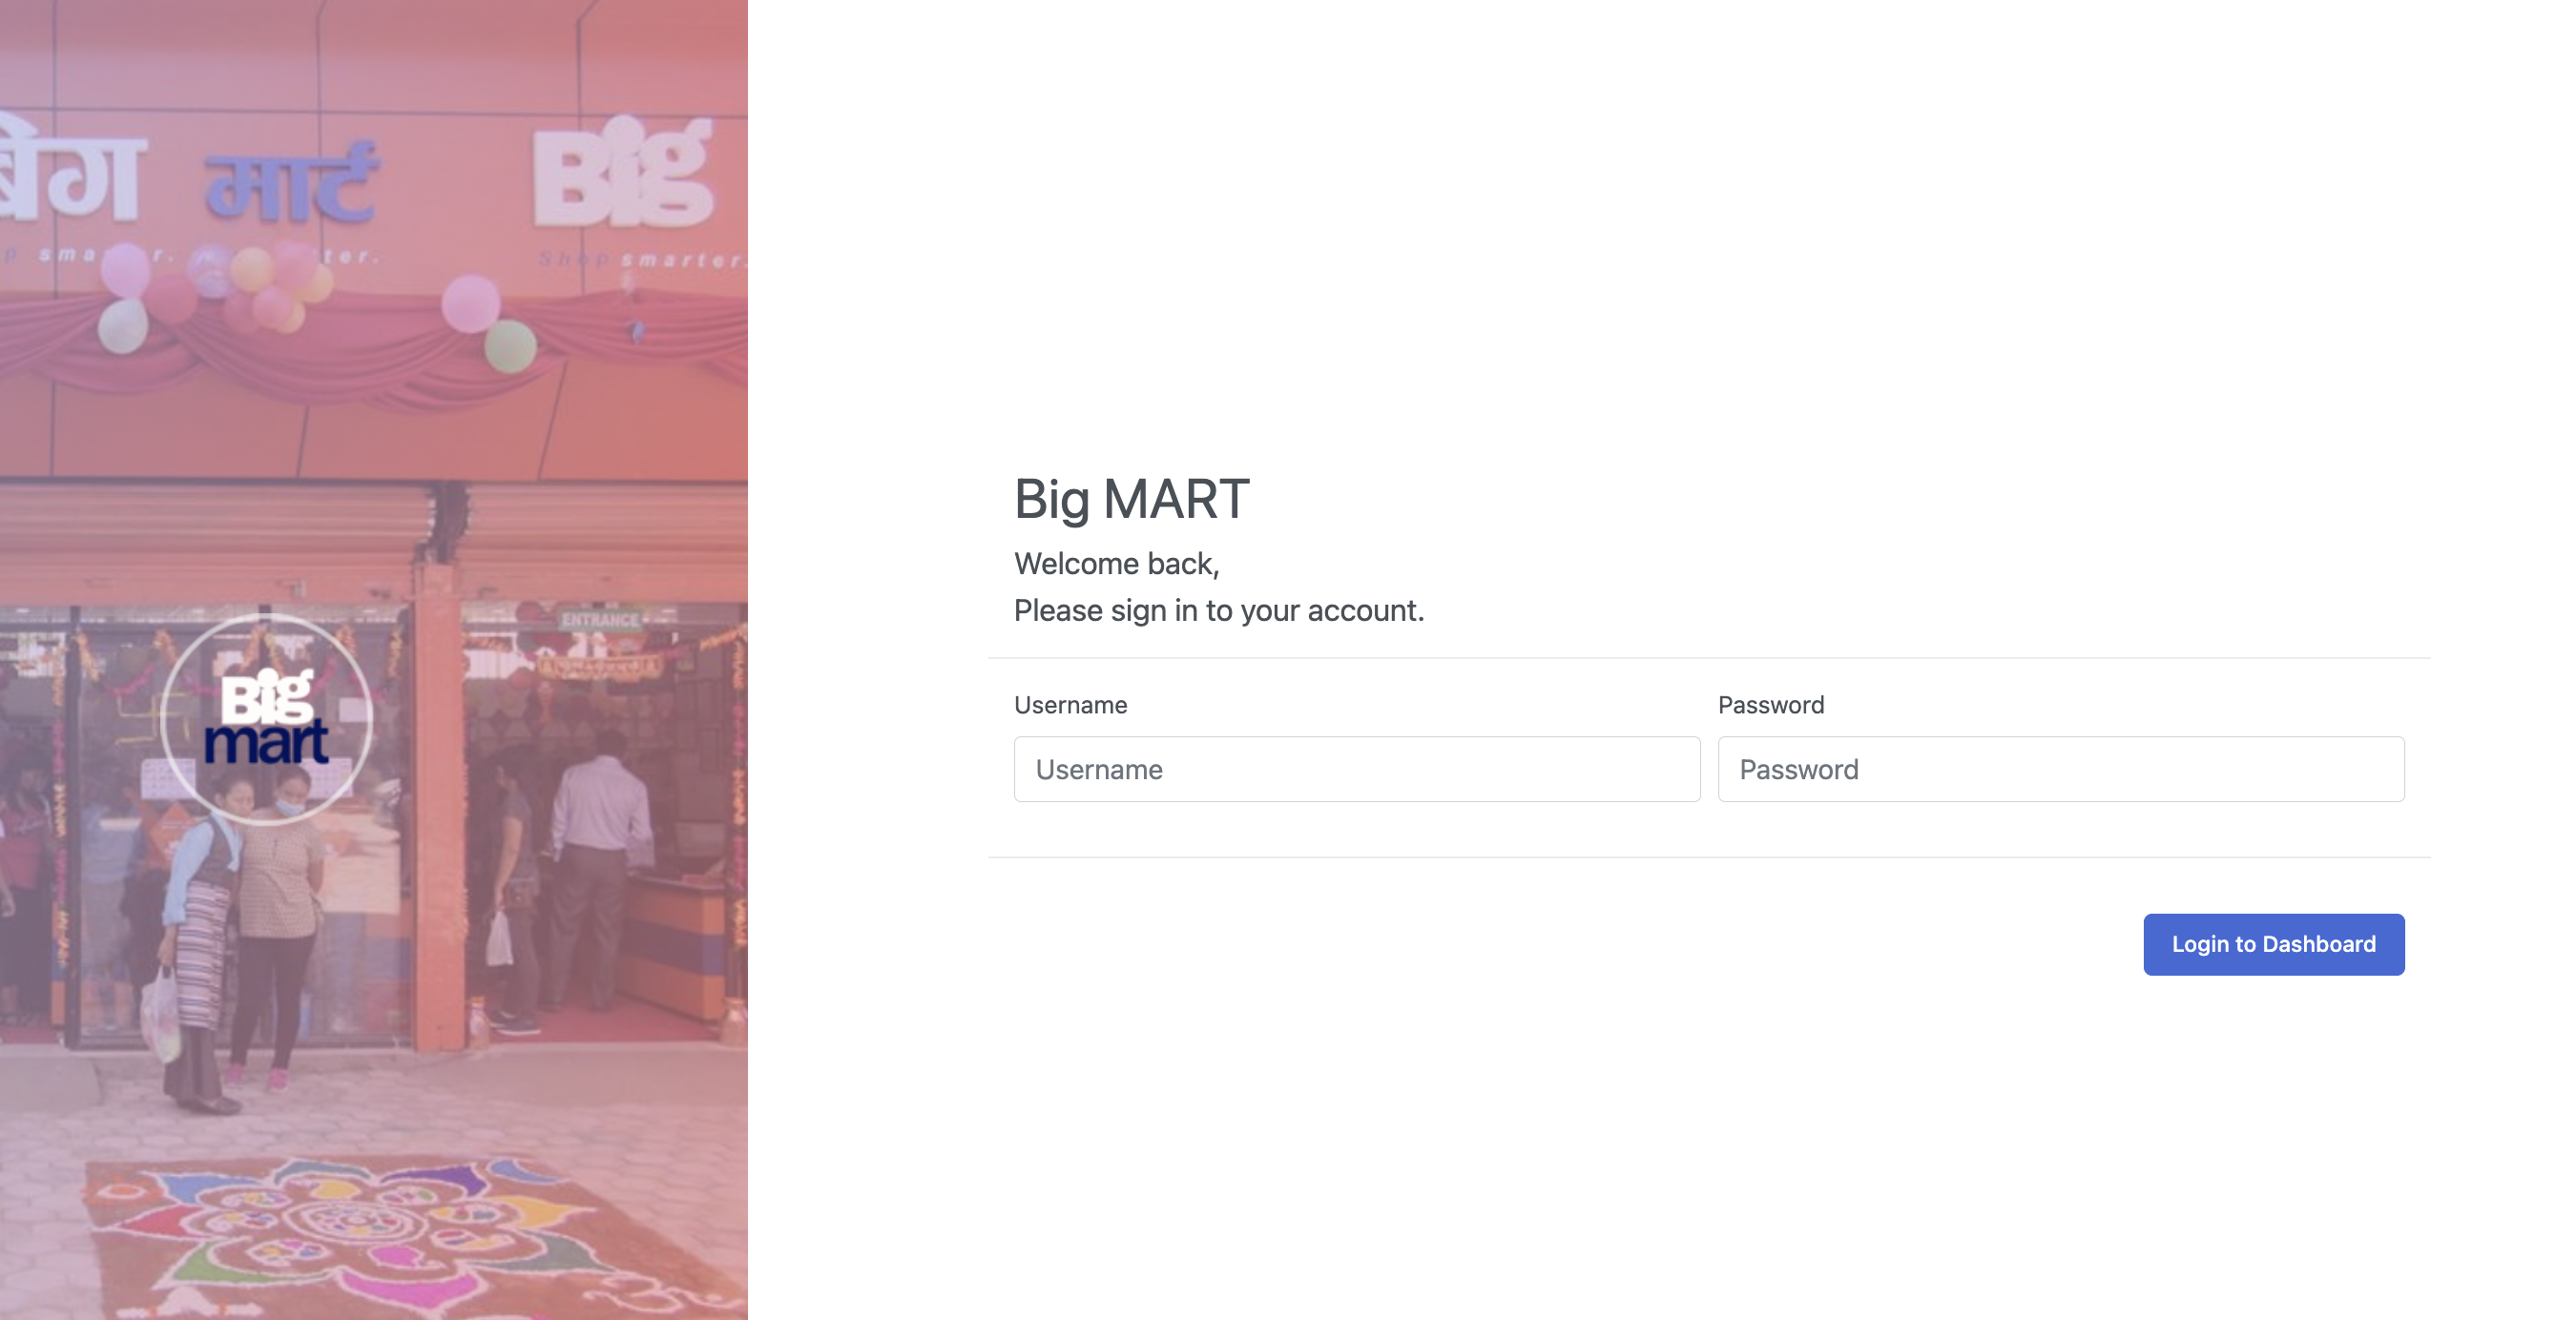 मार्ट
Big
smarter.
Shop smarter.
ENTRANCE
Big
mart
Big MART
Welcome back,
Please sign in to your account.
Username
Password
Username
Password
Login to Dashboard